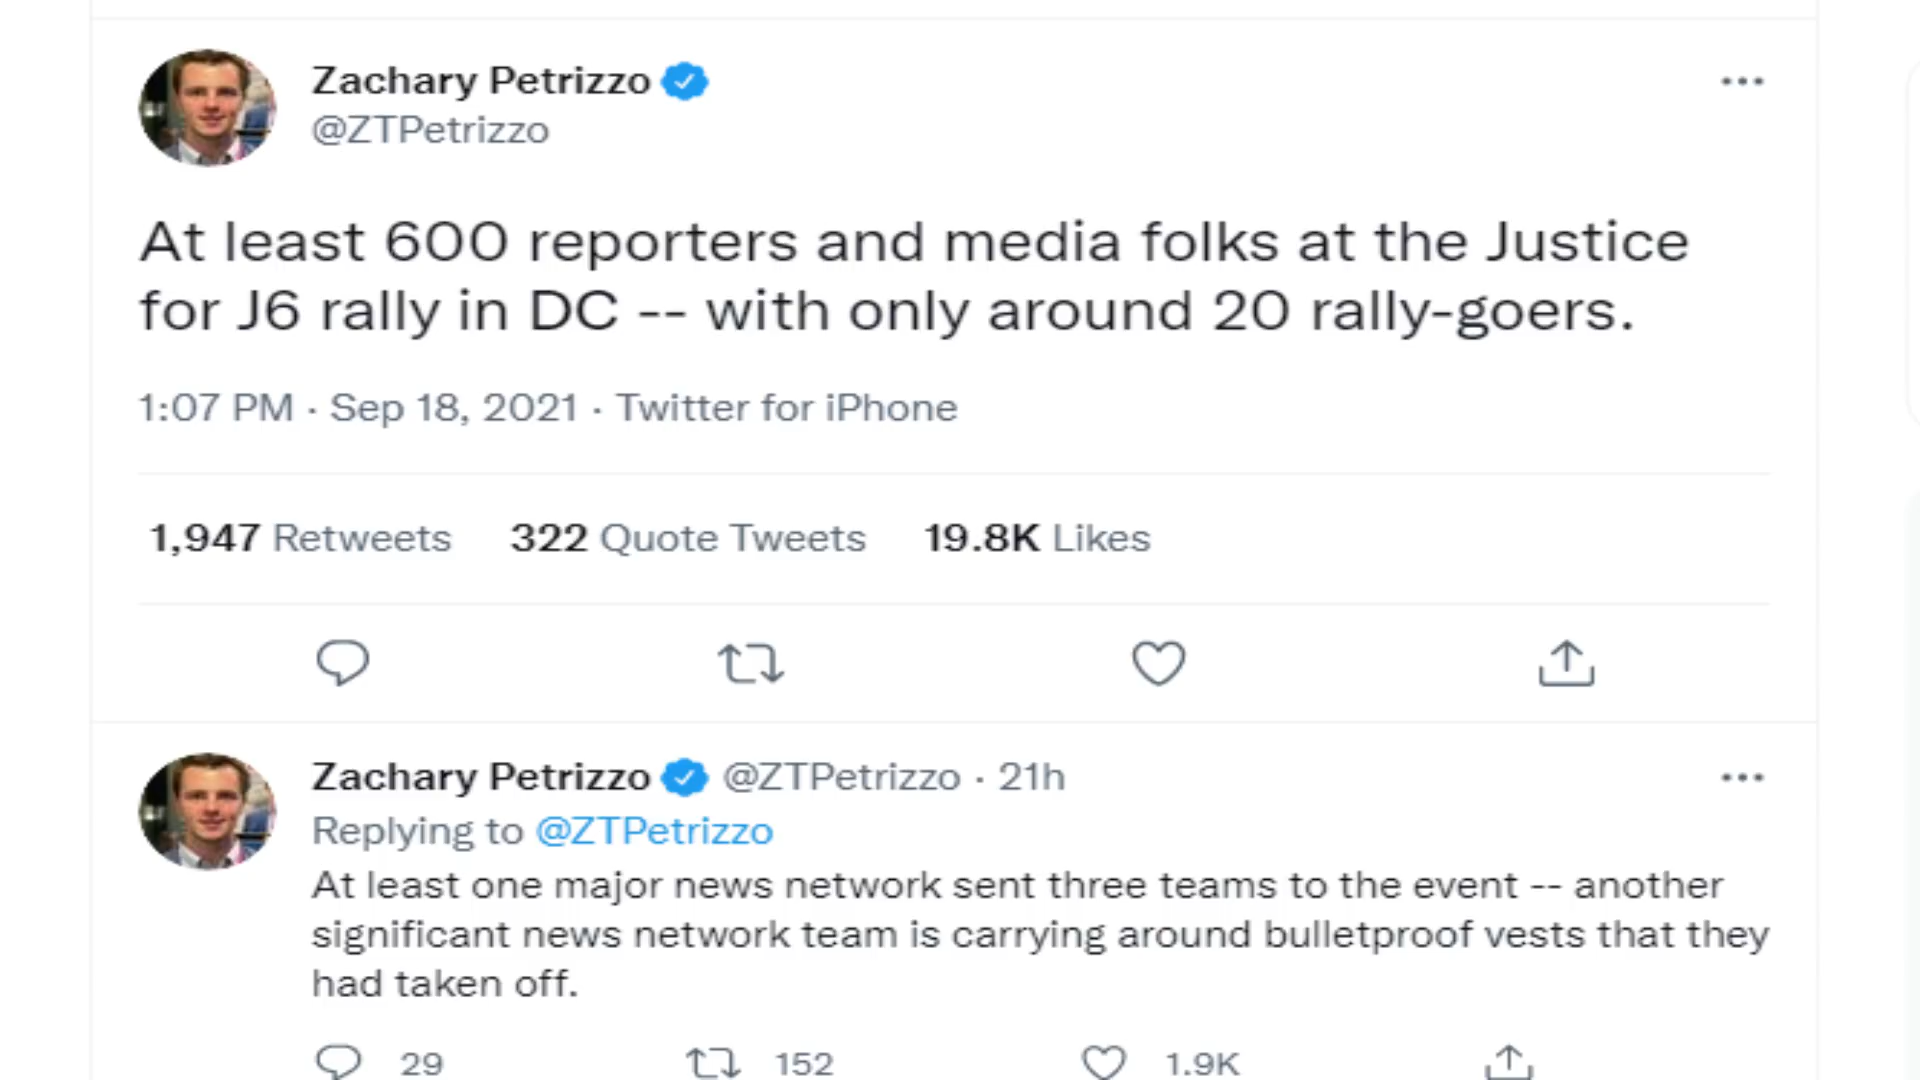 Zachary Petrizzo
@ZTPetrizzo
At least 600 reporters and media folks at the Justice
for J6 rally in DC -- with only around 20 rally-goers.
1:07 PM · Sep 18, 2021 · Twitter for iPhone
1,947 Retweets 322 Quote Tweets 19.8K Likes
Zachary Petrizzo @ZTPetrizzo · 21h
Replying to @ZTPetrizzo
At least one major news network sent three teams to the event -- another
significant news network team is carrying around bulletproof vests that they
had taken off.
29 152 1.9K